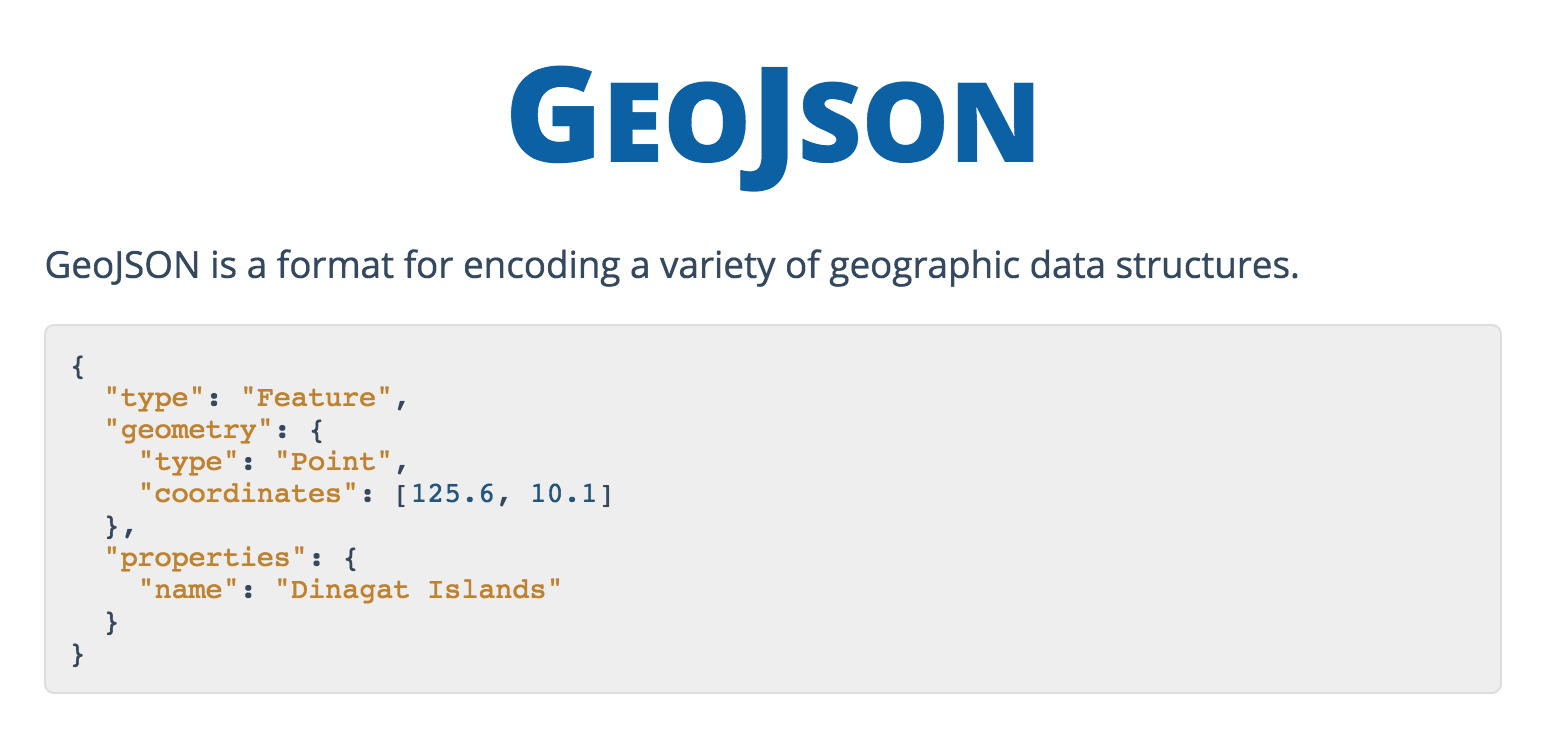 GEOJSON
GeoJSON is a format for encoding a variety of geographic data structures.
{
  "type": "Feature",
  "geometry": {
    "type": "Point",
    "coordinates": [125.6, 10.1]
  },
  "properties": {
    "name": "Dinagat Islands"
  }
}